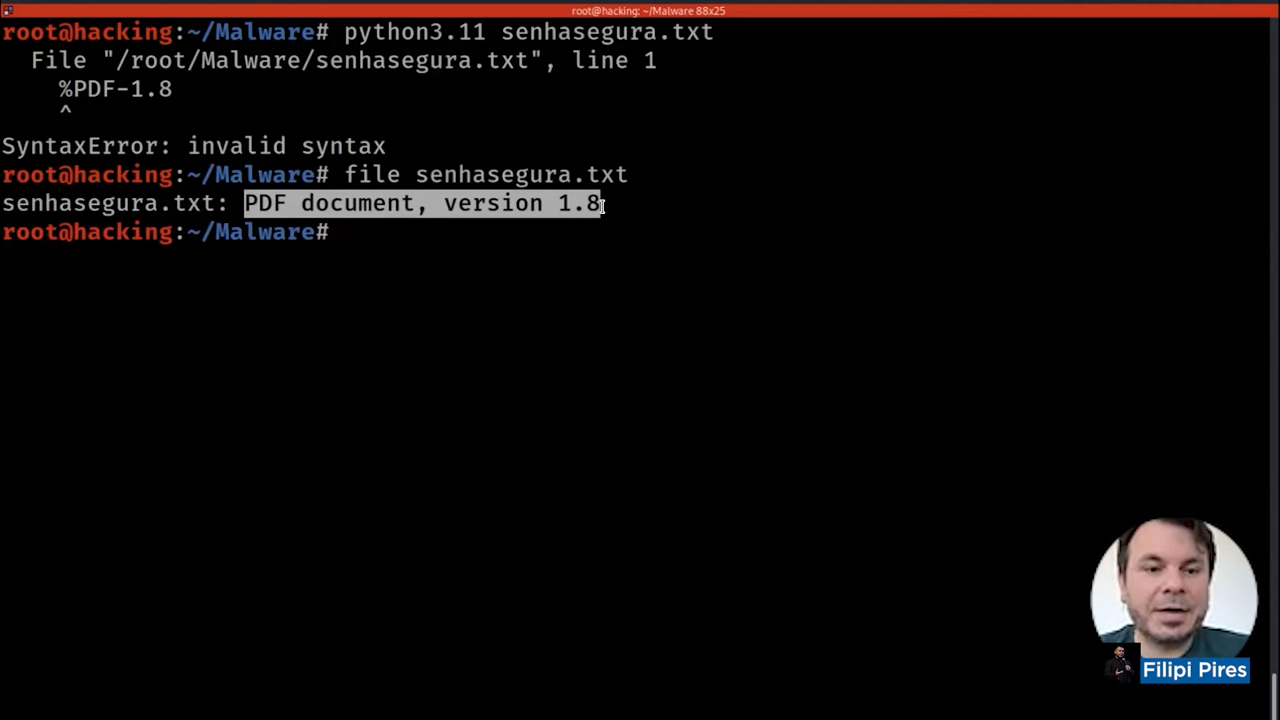 root@hacking: ~/Malware 88x25
root@hacking:~/Malware# python3.11 senhasegura.txt
File "/root/Malware/senhasegura.txt", line 1
%PDF-1.8
^
SyntaxError: invalid syntax
root@hacking:~/Malware# file senhasegura.txt
senhasegura.txt: PDF document, version 1.8
root@hacking:~/Malware#
Filipi Pires